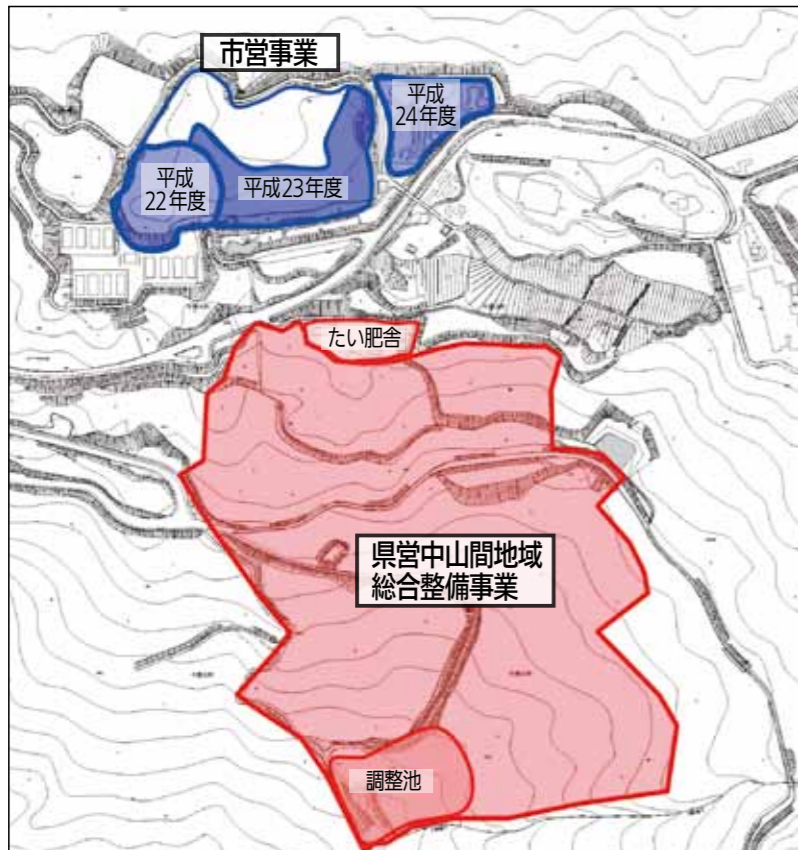 市営事業
平成
24年度
平成
22年度
平成23年度
たい肥舎
県営中山間地域
総合整備事業
調整池